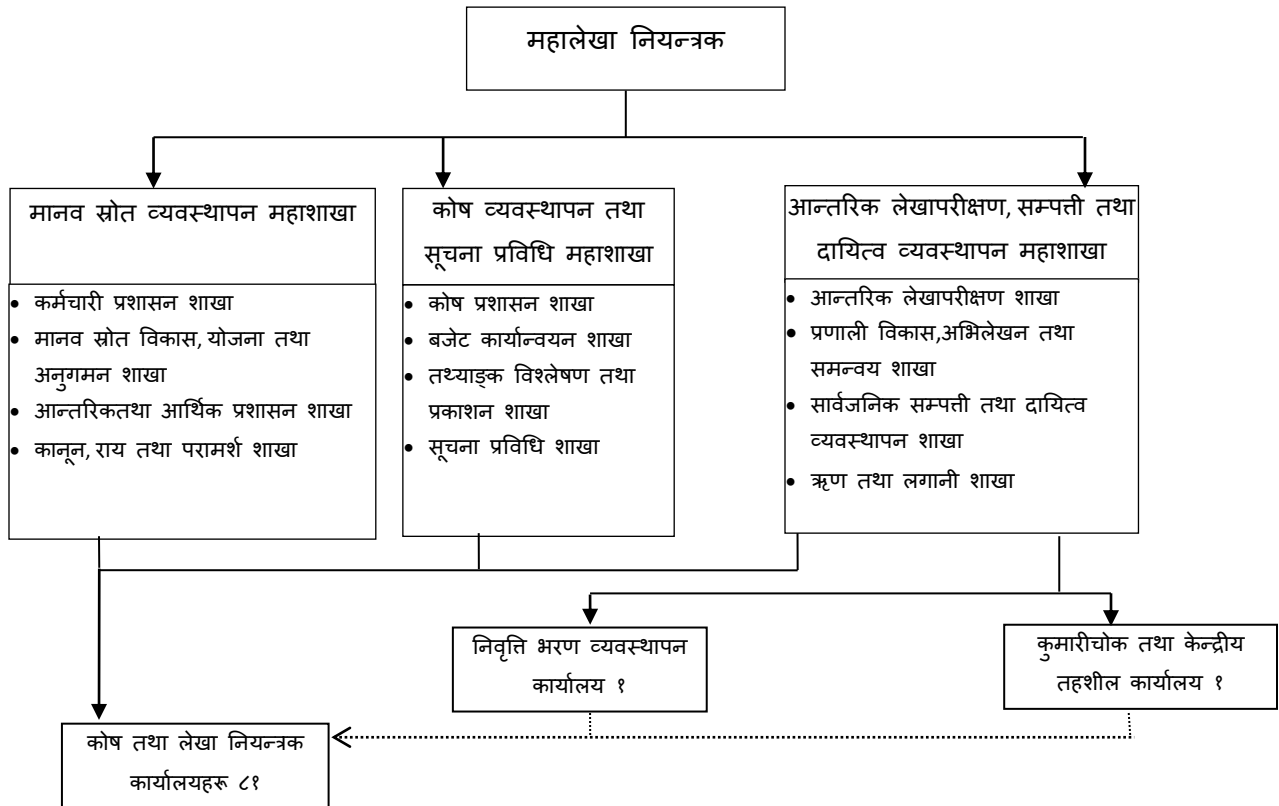 महालेखा नियन्त्रक
मानव स्रोत व्यवस्थापन महाशाखा
• कर्मचारी प्रशासन शाखा
• मानव स्रोत विकास, योजना तथा
अनुगमन शाखा
• आन्तरिकतथा आर्थिक प्रशासन शाखा
• कानून, राय तथा परामर्श शाखा
कोष व्यवस्थापन तथा
सूचना प्रविधि महाशाखा
• कोष प्रशासन शाखा
• बजेट कार्यान्वयन शाखा
• तथ्याङ्क विश्लेषण तथा
प्रकाशन शाखा
• सूचना प्रविधि शाखा
आन्तरिक लेखापरीक्षण, सम्पत्ती तथा
दायित्व व्यवस्थापन महाशाखा
• आन्तरिक लेखापरीक्षण शाखा
• प्रणाली विकास,अभिलेखन तथा
समन्वय शाखा
• सार्वजनिक सम्पत्ती तथा दायित्व
व्यवस्थापन शाखा
• ऋण तथा लगानी शाखा
निवृत्ति भरण व्यवस्थापन
कार्यालय १
कुमारीचोक तथा केन्द्रीय
तहशील कार्यालय १
कोष तथा लेखा नियन्त्रक
कार्यालयहरू ८१